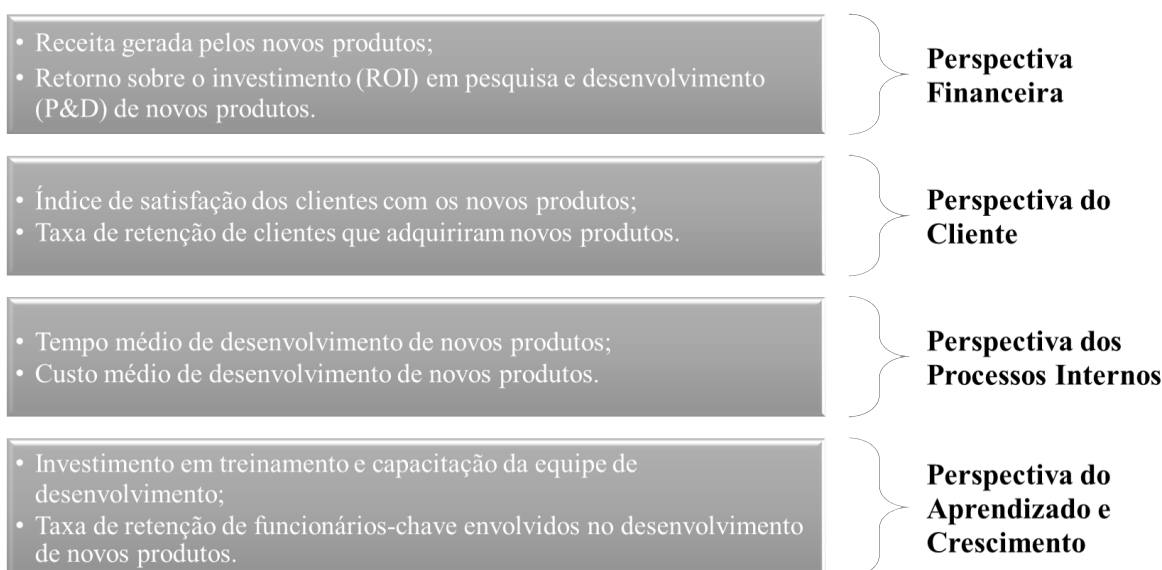 • Receita gerada pelos novos produtos;
• Retorno sobre o investimento (ROI) em pesquisa e desenvolvimento
(P&D) de novos produtos.
Perspectiva
Financeira
• Índice de satisfação dos clientes com os novos produtos;
• Taxa de retenção de clientes que adquiriram novos produtos.
Perspectiva do
Cliente
• Tempo médio de desenvolvimento de novos produtos;
• Custo médio de desenvolvimento de novos produtos.
Perspectiva dos
Processos Internos
• Investimento em treinamento e capacitação da equipe de
desenvolvimento;
• Taxa de retenção de funcionários-chave envolvidos no desenvolvimento
de novos produtos.
Perspectiva do
Aprendizado e
Crescimento